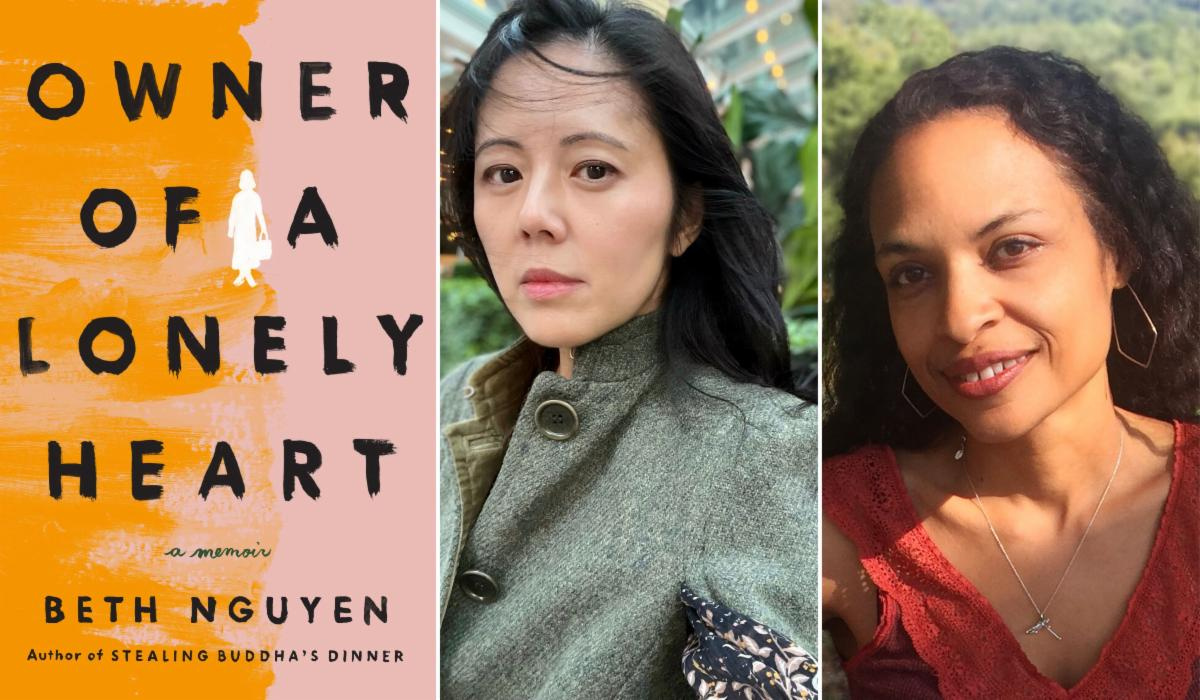 OWNER
OF A
LONELY
HEART
a memoir
BETH NGUYEN
Author of STEALING BUDDHA'S DINNER